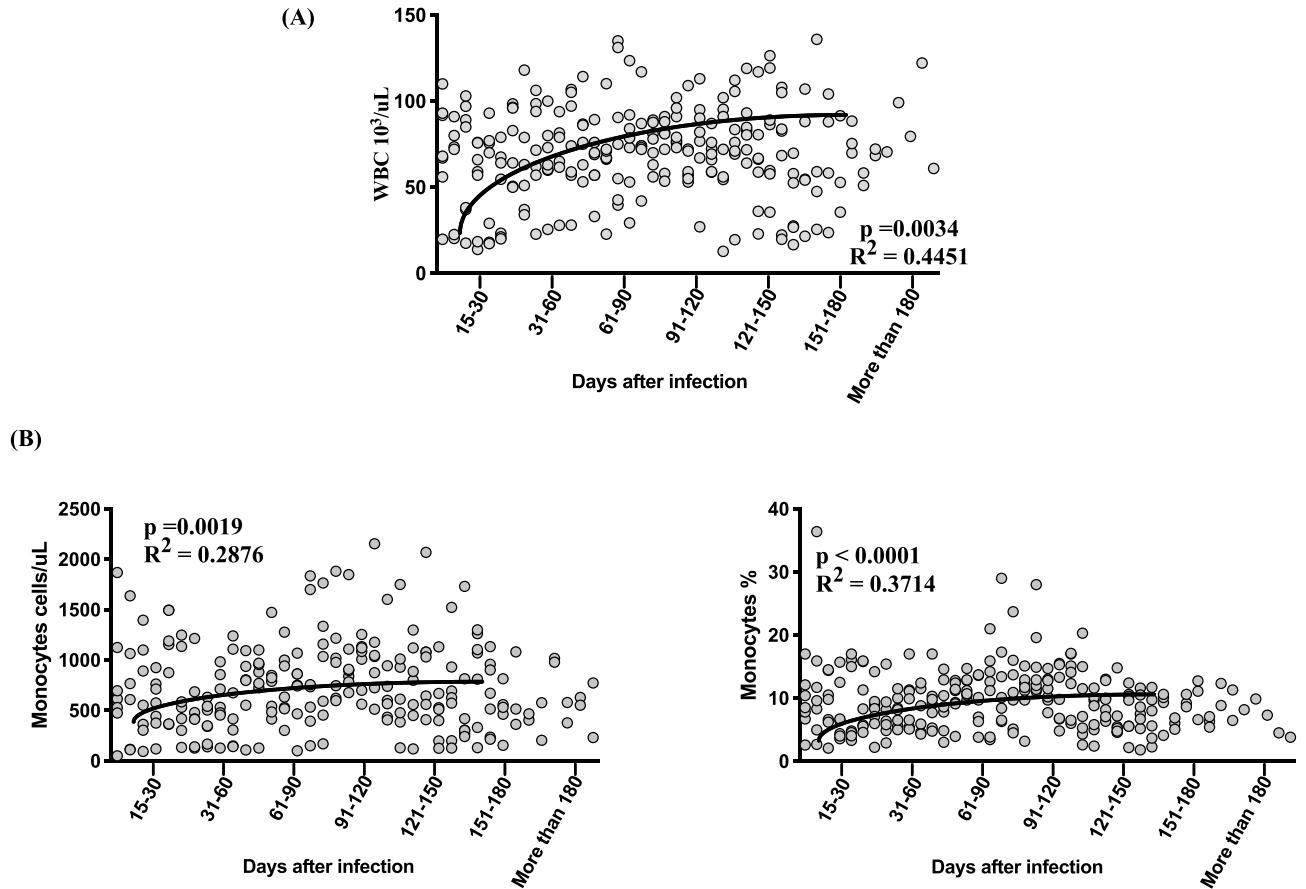 (A)
WBC 10³/uL
150
100
50
0
p =0.0034
R² = 0.4451
15-30
31-60
61-90
91-120
121-150
151-180
More than 180
Days after infection
(B)
Monocytes cells/uL
2500
2000
1500
1000
500
0
p =0.0019
R² = 0.2876
15-30
31-60
61-90
91-120
121-150
151-180
More than 180
Days after infection
Monocytes %
40
30
20
10
0
p < 0.0001
R² = 0.3714
15-30
31-60
61-90
91-120
121-150
151-180
More than 180
Days after infection